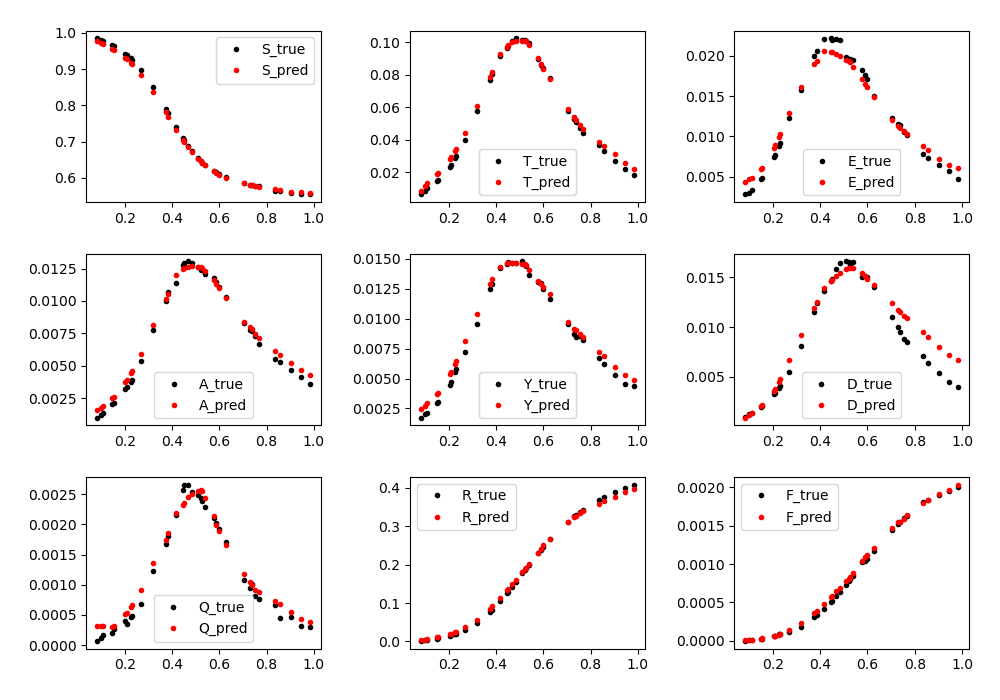 1.0
0.9
0.8
0.7
0.6
S_true
S_pred
0.2 0.4 0.6 0.8 1.0
0.10
0.08
0.06
0.04
0.02
T_true
T_pred
0.2 0.4 0.6 0.8 1.0
0.020
0.015
0.010
0.005
E_true
E_pred
0.2 0.4 0.6 0.8 1.0
0.0125
0.0100
0.0075
0.0050
0.0025
A_true
A_pred
0.2 0.4 0.6 0.8 1.0
0.0150
0.0125
0.0100
0.0075
0.0050
0.0025
Y_true
Y_pred
0.2 0.4 0.6 0.8 1.0
0.015
0.010
0.005
D_true
D_pred
0.2 0.4 0.6 0.8 1.0
0.0025
0.0020
0.0015
0.0010
0.0005
0.0000
Q_true
Q_pred
0.2 0.4 0.6 0.8 1.0
0.4
0.3
0.2
0.1
0.0
R_true
R_pred
0.2 0.4 0.6 0.8 1.0
0.0020
0.0015
0.0010
0.0005
0.0000
F_true
F_pred
0.2 0.4 0.6 0.8 1.0